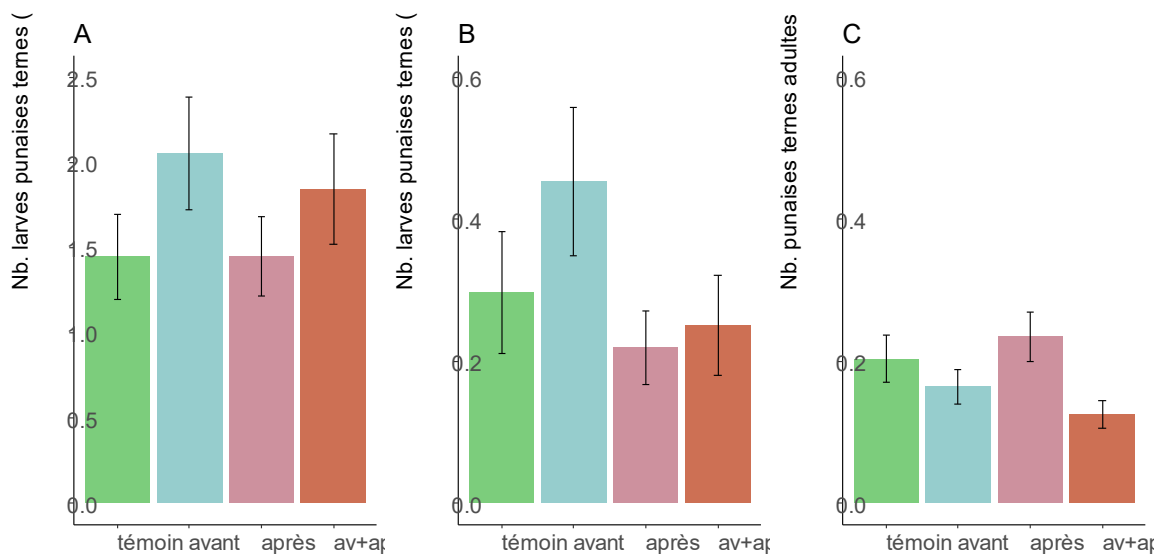 A
Nb. larves punaises ternes (
2.5
2.0
1.5
1.0
0.5
0.0
témoin avant après av+ap
B
Nb. larves punaises ternes (
0.6
0.4
0.2
0.0
témoin avant après av+ap
C
Nb. punaises ternes adultes
0.6
0.4
0.2
0.0
témoin avant après av+ap